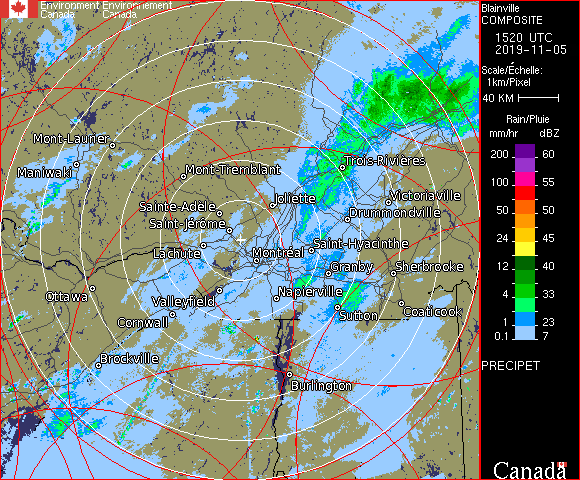 Environment Environnement
Canada Canada
Blainville
COMPOSITE
1520 UTC
2019-11-05
Scale/Échelle:
1km/Pixel
40 KM
Rain/Pluie
mm/hr dBZ
200 60
100 55
50 50
24 45
12 40
4 33
1 23
0.1 7
PRECIPET
Canada
Mont-Laurier
Maniwaki
Mont-Tremblant
Trois-Rivières
Joliette
Victoriaville
Sainte-Adèle
Drummondville
Saint-Jérôme
Lachute
Montréal
Saint-Hyacinthe
Granby
Sherbrooke
Ottawa
Valleyfield
Napierville
Cornwall
Sutton
Coaticook
Brockville
Burlington